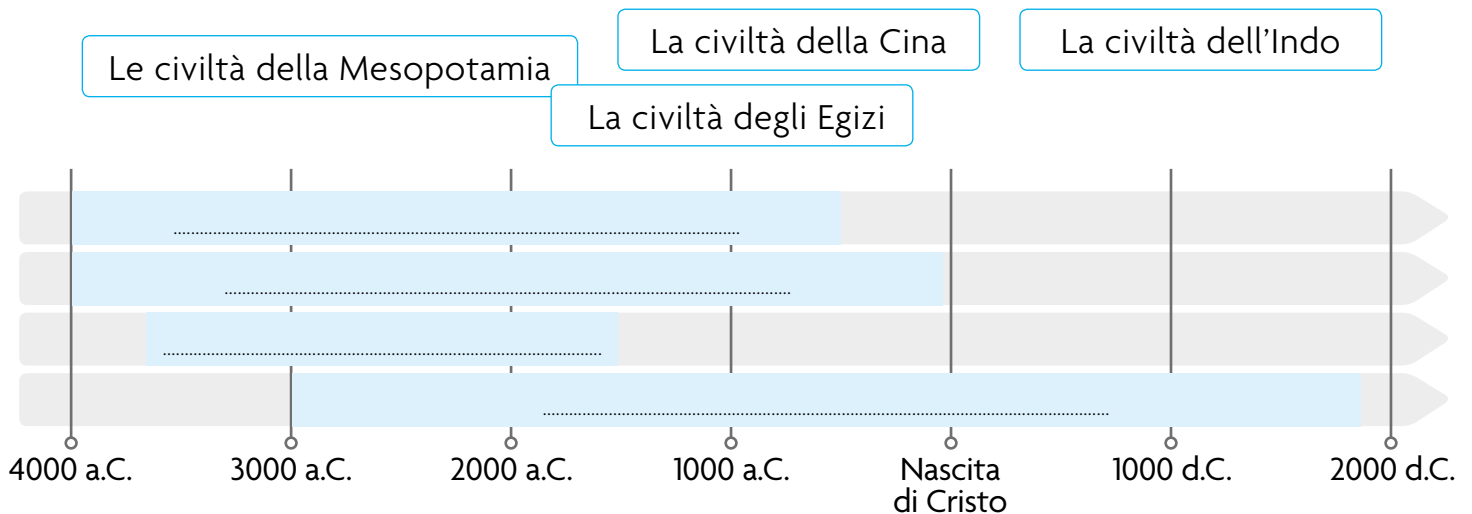 La civiltà della Cina
La civiltà dell'Indo
Le civiltà della Mesopotamia
La civiltà degli Egizi
4000 a.C.
3000 a.C.
2000 a.C.
1000 a.C.
Nascita
di Cristo
1000 d.C.
2000 d.C.